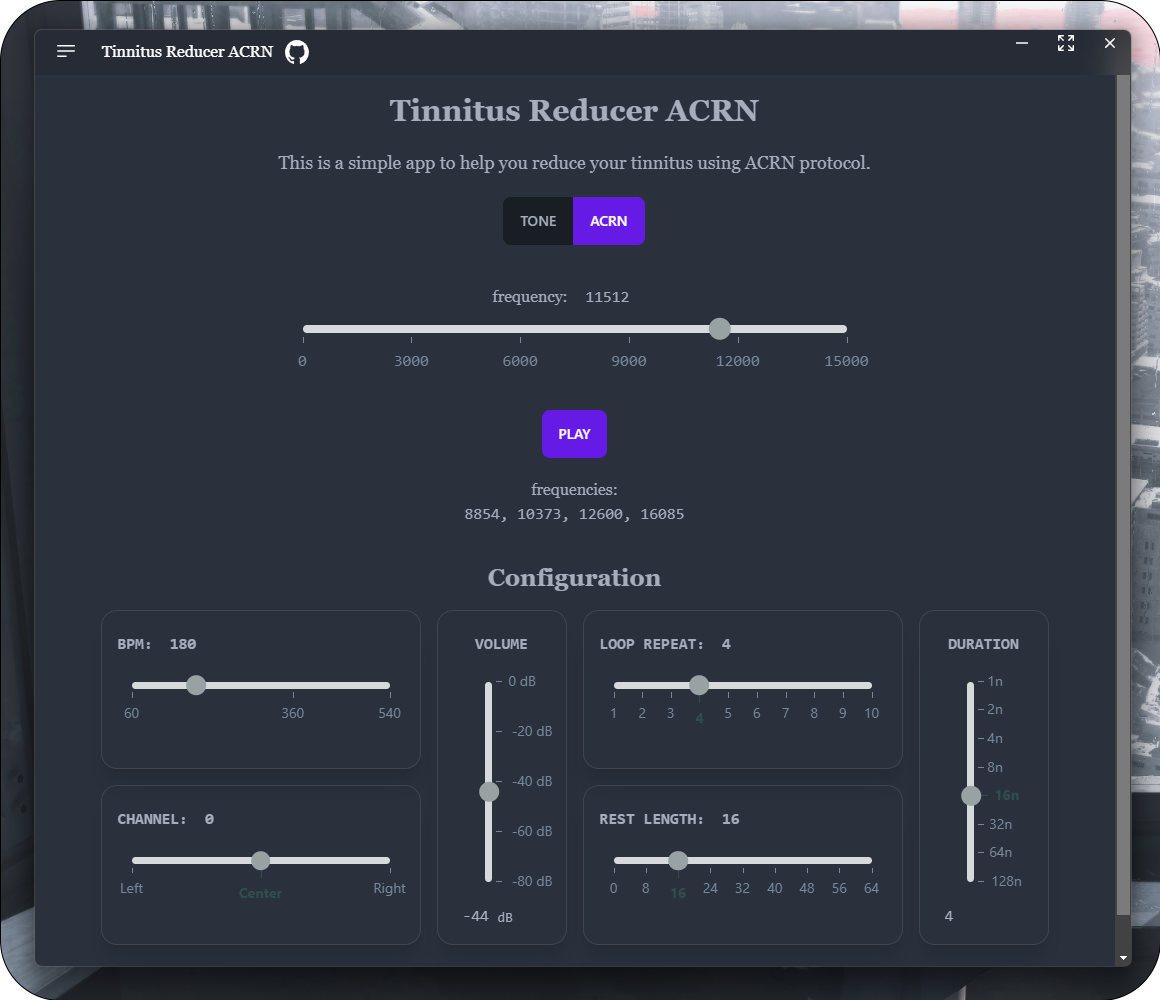 Tinnitus Reducer ACRN
Tinnitus Reducer ACRN
This is a simple app to help you reduce your tinnitus using ACRN protocol.
TONE ACRN
frequency: 11512
0 3000 6000 9000 12000 15000
PLAY
frequencies:
8854, 10373, 12600, 16085
Configuration
BPM: 180
60 360 540
CHANNEL: 0
Left Center Right
VOLUME
0 dB
-20 dB
-40 dB
-60 dB
-80 dB
-44 dB
LOOP REPEAT: 4
1 2 3 4 5 6 7 8 9 10
REST LENGTH: 16
0 8 16 24 32 40 48 56 64
DURATION
1n
2n
4n
8n
16n
32n
64n
128n
4